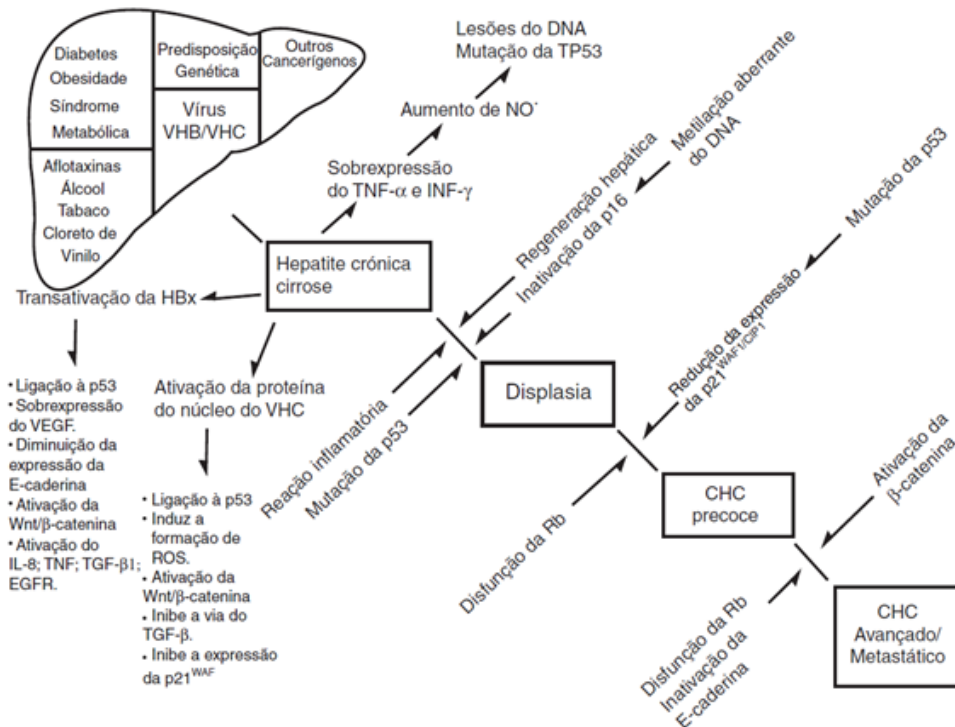 Diabetes
Obesidade
Síndrome
Metabólica
Predisposição
Genética
Outros
Cancerígenos
Vírus
VHB/VHC
Aflotaxinas
Álcool
Tabaco
Cloreto de
Vinilo
Lesões do DNA
Mutação da TP53
Aumento de NO˙
Sobrexpressão
do TNF-α e INF-γ
Hepatite crónica
cirrose
Transativação da HBx
• Ligação à p53
• Sobrexpressão
do VEGF.
• Diminuição da
expressão da
E-caderina
• Ativação da
Wnt/β-catenina
• Ativação do
IL-8; TNF; TGF-β1;
EGFR.
Ativação da proteína
do núcleo do VHC
• Ligação à p53
• Induz a
formação de
ROS.
• Ativação da
Wnt/β-catenina
• Inibe a via do
TGF-β.
• Inibe a expressão
da p21WAF
Regeneração hepática
Inativação da p16
Metilação aberrante
do DNA
Reação inflamatória
Mutação da p53
Displasia
Mutação da p53
Redução da expressão
da p21WAF1/CIP1
Disfunção da Rb
CHC
precoce
Ativação da
β-catenina
Disfunção da Rb
Inativação da
E-caderina
CHC
Avançado/
Metastático